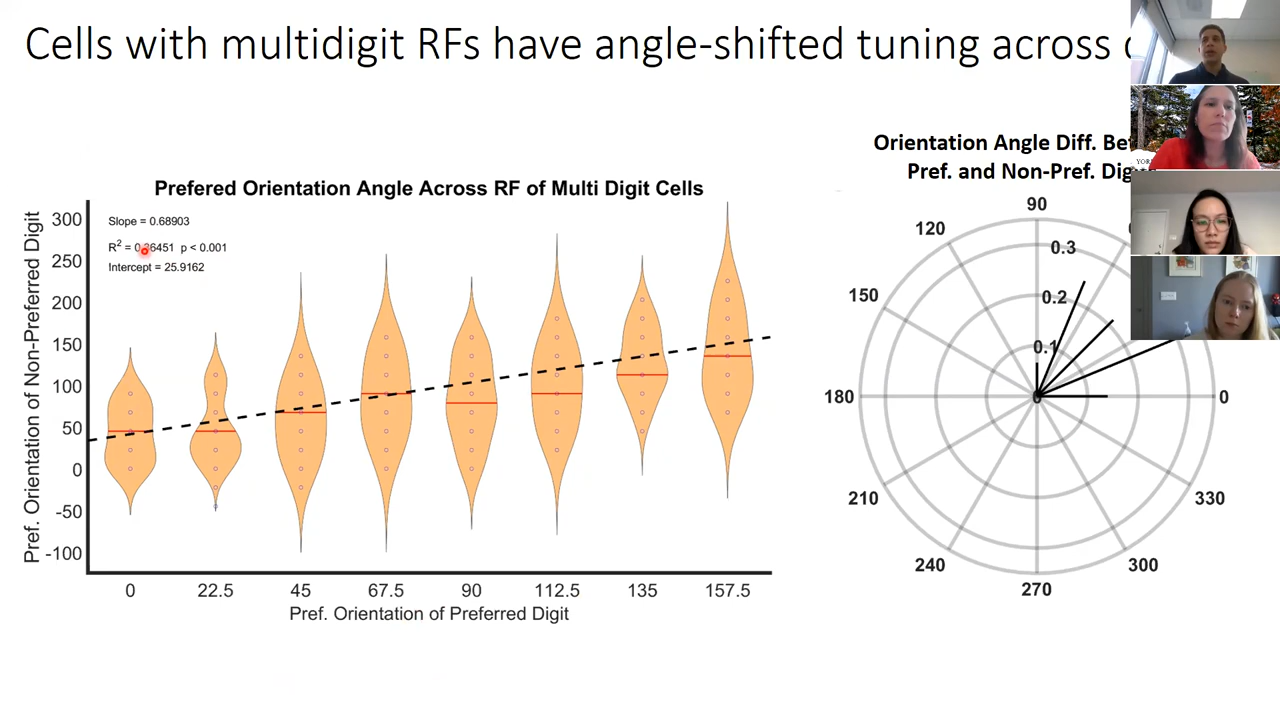 Cells with multidigit RFs have angle-shifted tuning across
Prefered Orientation Angle Across RF of Multi Digit Cells
Slope = 0.68903
R2 = 0.26451 p < 0.001
Intercept = 25.9162
Pref. Orientation of Non-Preferred Digit
300
250
200
150
100
50
0
-50
-100
0 22.5 45 67.5 90 112.5 135 157.5
Pref. Orientation of Preferred Digit
Orientation Angle Diff.
Pref. and Non-Pref.
90
120
0.3
150
0.2
0.1
180
0
0
210
330
240
300
270